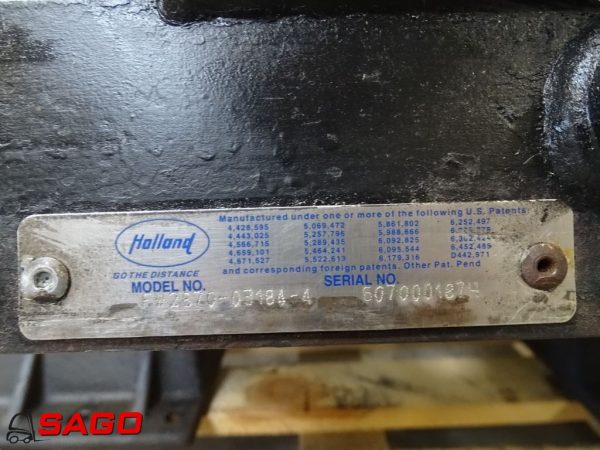 Holland
GO THE DISTANCE
Manufactured under one or more of the following U.S. Patents:
4,428,595 5,069,472 5,861,802 6,252,497
4,443,025 5,257,796 5,988,666
4,566,715 5,289,435 6,092,825
4,659,101 5,464,241 6,095,544 6,452,485
4,671,527 5,522,613 6,179,316 D442,971
and corresponding foreign patents. Other Pat. Pend
MODEL NO. SERIAL NO.
SAGO